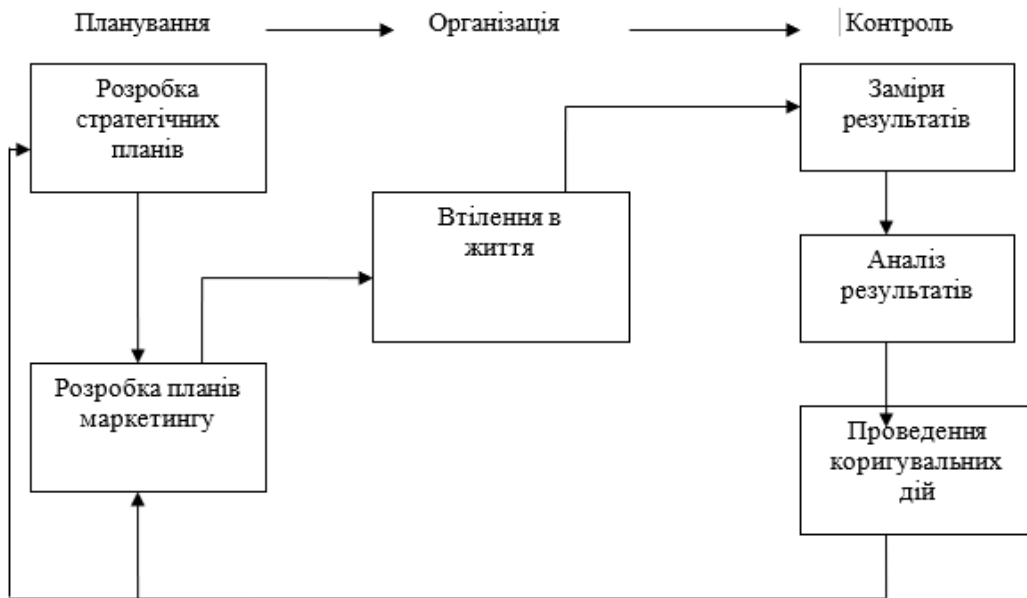 Планування
Організація
Контроль
Розробка
стратегічних
планів
Розробка планів
маркетингу
Втілення в
життя
Заміри
результатів
Аналіз
результатів
Проведення
коригувальних
дій